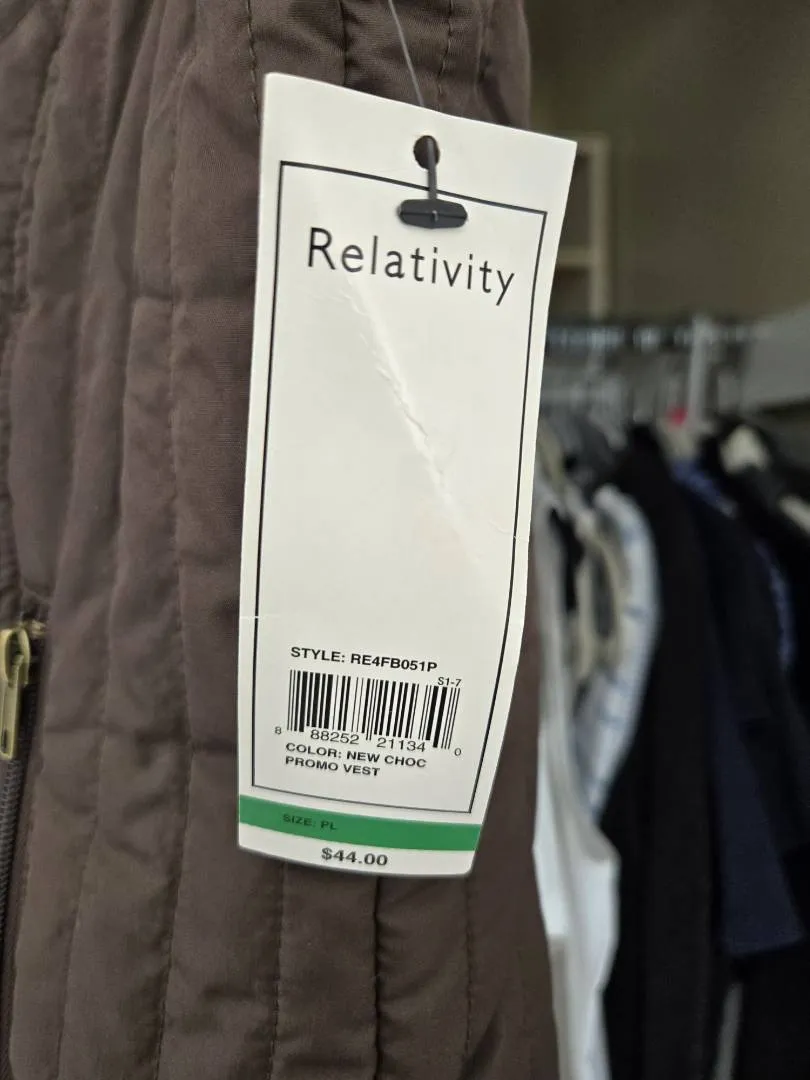 Relativity
STYLE: RE4FB051P
S1-7
8 88252 21134 0
COLOR: NEW CHOC
PROMO VEST
SIZE: PL
$44.00